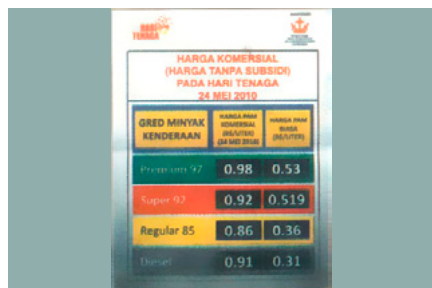 HARI
TENAGA
HARGA KOMERSIAL
(HARGA TANPA SUBSIDI)
PADA HARI TENAGA
24 MEI 2010
GRED MINYAK
KENDERAAN
HARGA PAM
KOMERSIAL
(B$/LITER)
(24 MEI 2010)
HARGA PAM
BIASA
(B$/LITER)
Premium 97 0.98 0.53
Super 92 0.92 0.519
Regular 85 0.86 0.36
Diesel 0.91 0.31